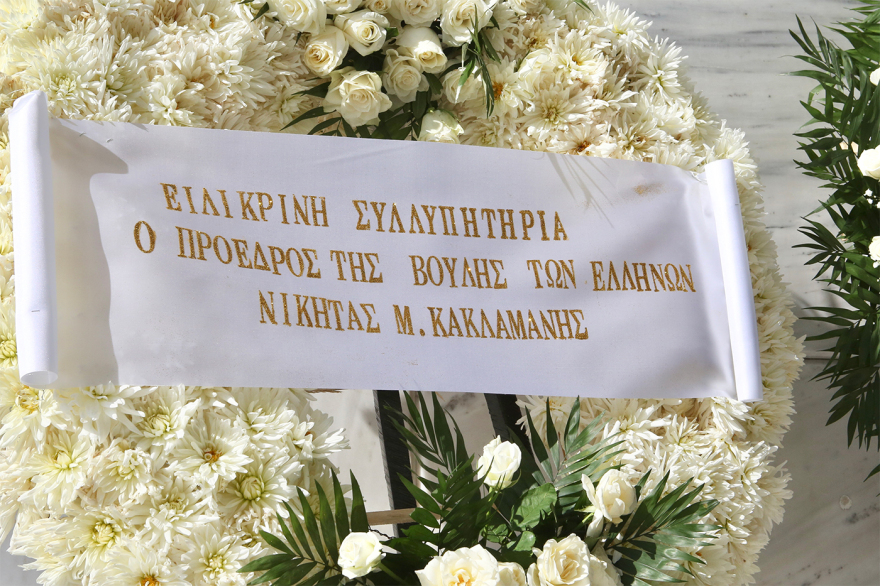 ΕΙΛΙΚΡΙΝΗ ΣΥΛΛΥΠΗΤΗΡΙΑ
Ο ΠΡΟΕΔΡΟΣ ΤΗΣ ΒΟΥΛΗΣ ΤΩΝ ΕΛΛΗΝΩΝ
ΝΙΚΗΤΑΣ Μ. ΚΑΚΛΑΜΑΝΗΣ